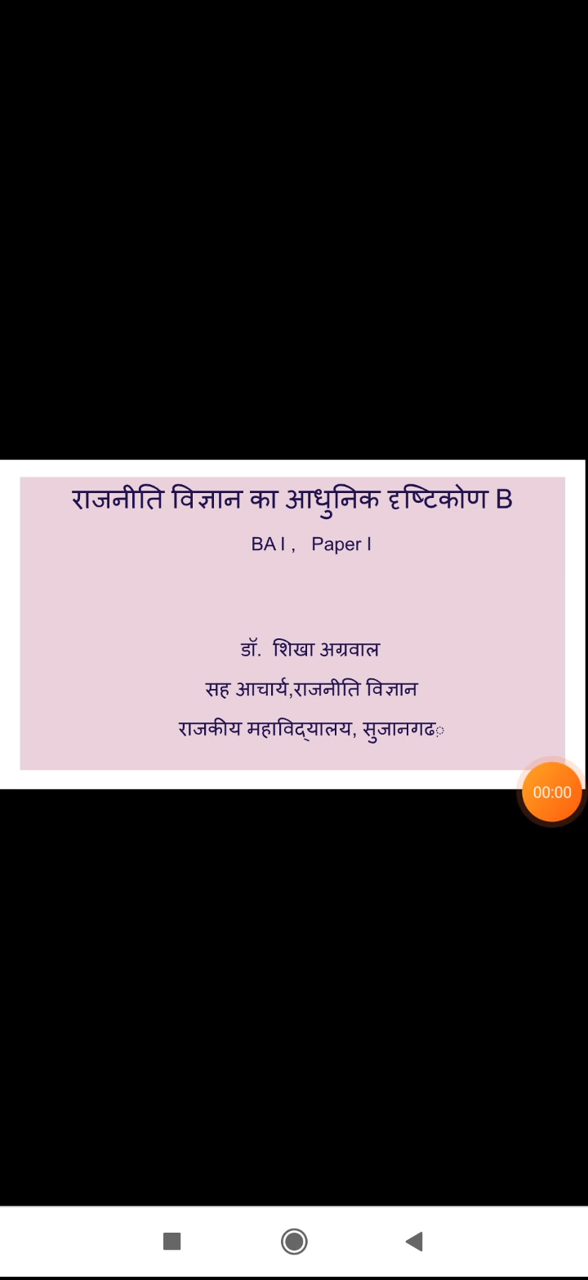 राजनीति विज्ञान का आधुनिक दृष्टिकोण B
BA I , Paper I
डॉ. शिखा अग्रवाल
सह आचार्य,राजनीति विज्ञान
राजकीय महाविद्यालय, सुजानगढ़
00:00